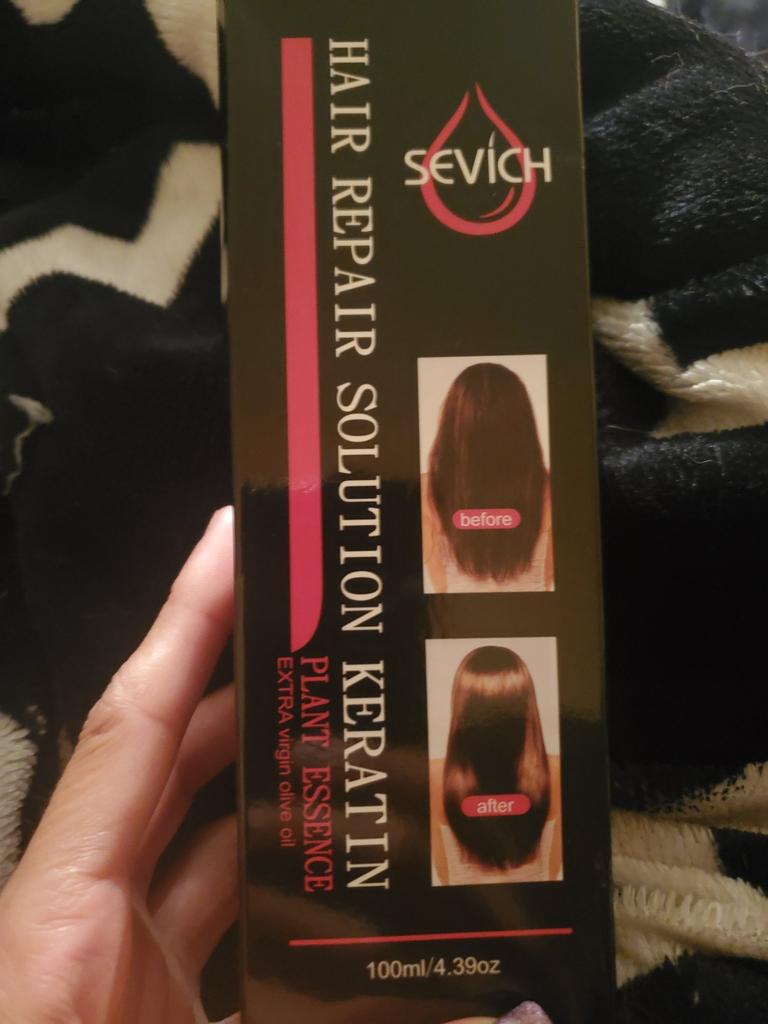 SEVICH
HAIR REPAIR SOLUTION KERATIN
PLANT ESSENCE
EXTRA virgin olive oil
before
after
100ml/4.39oz